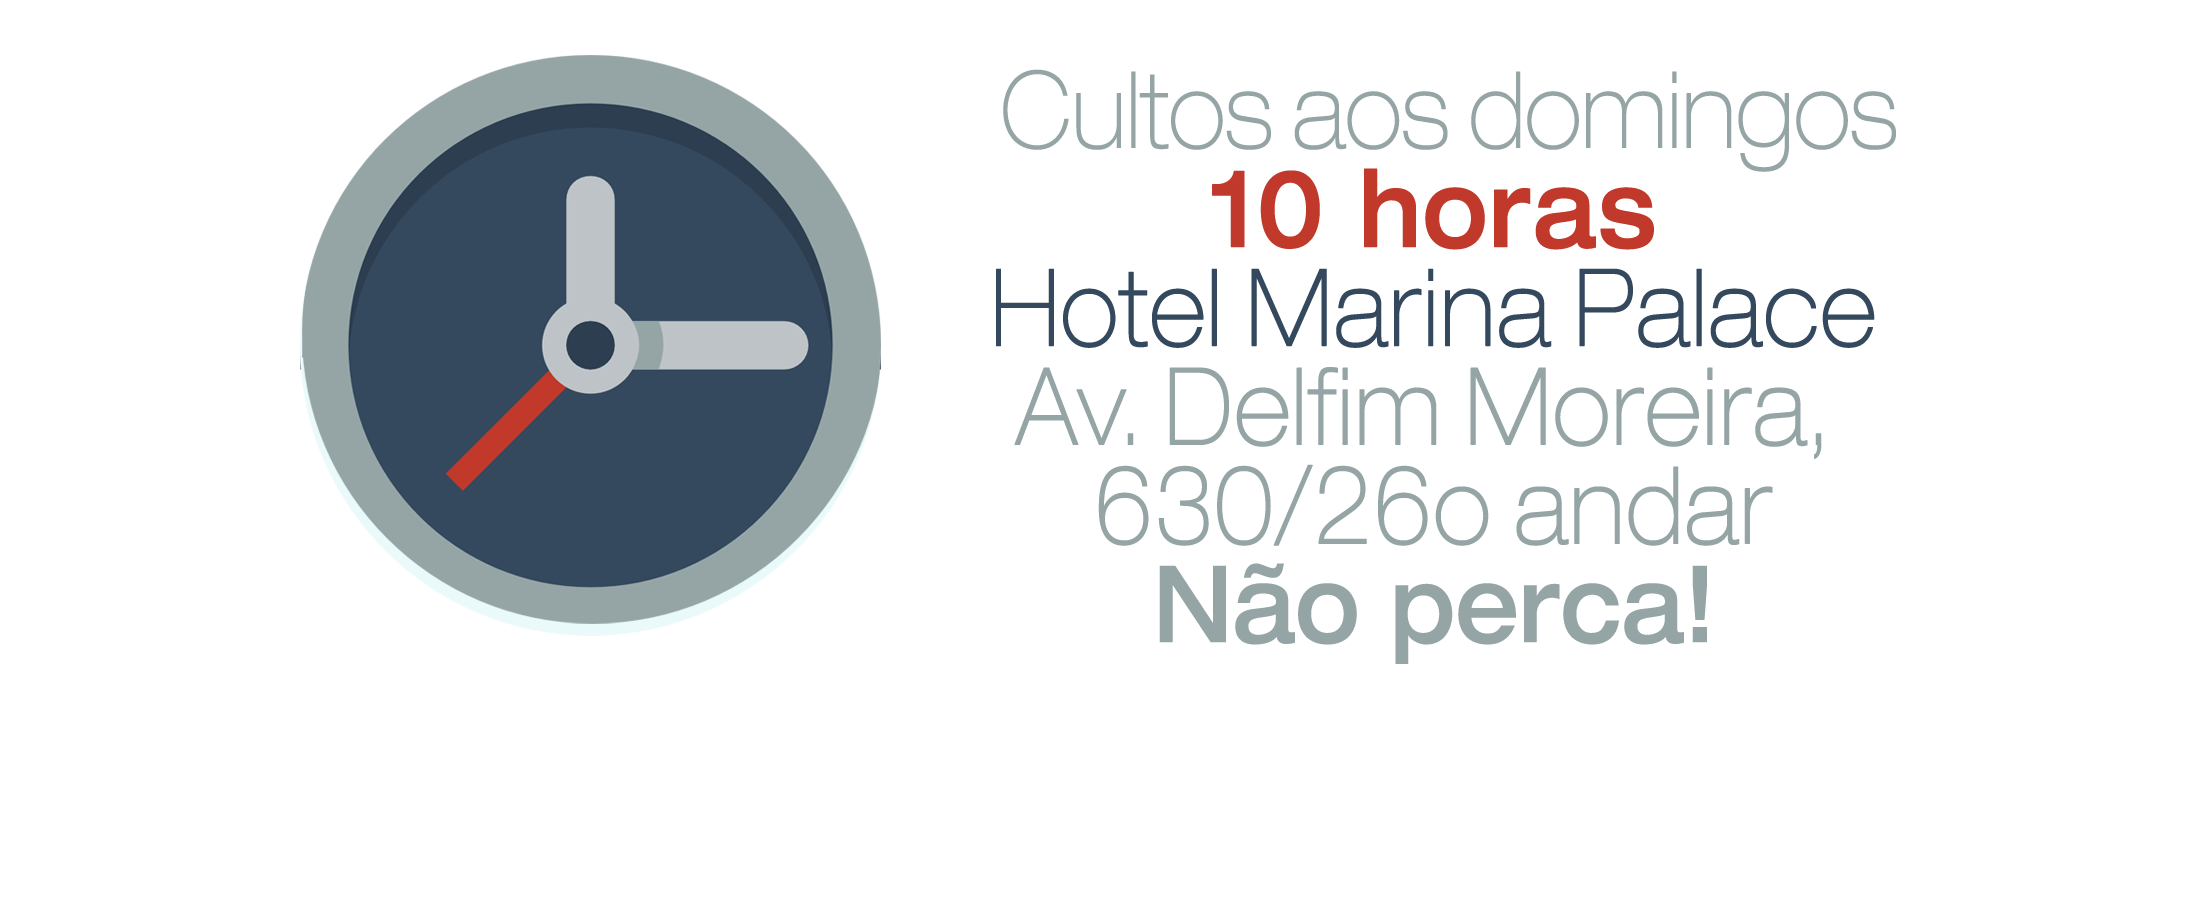 Cultos aos domingos
10 horas
Hotel Marina Palace
Av. Delfim Moreira,
630/26o andar
Não perca!